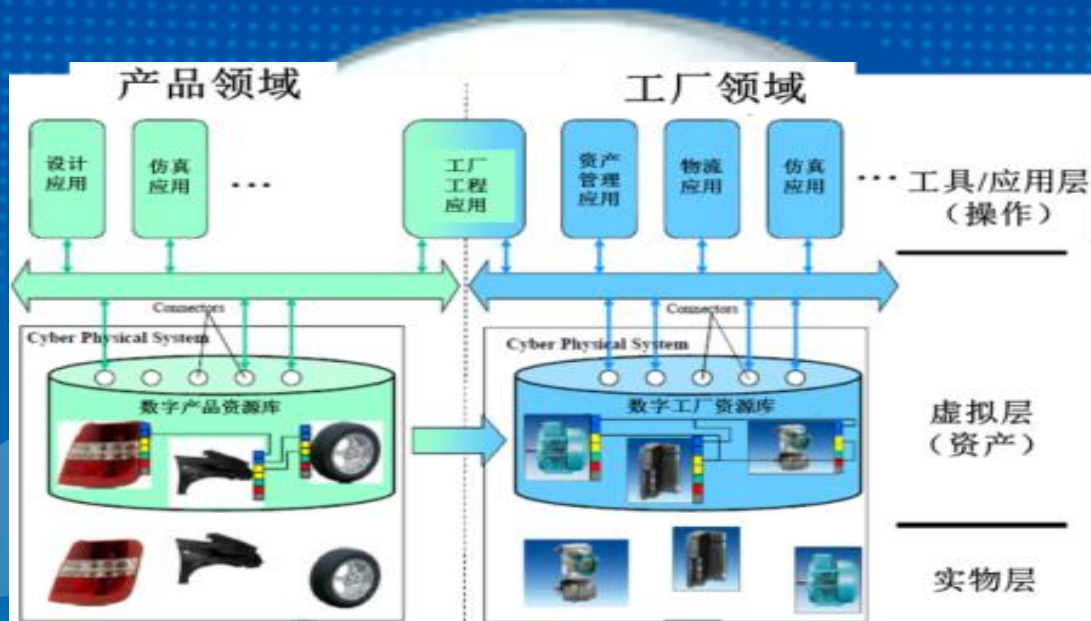 产品领域
工厂领域
设计
应用
仿真
应用
...
工厂
工程
应用
资产
管理
应用
物流
应用
仿真
应用
...
工具/应用层
（操作）
Connectors
Connectors
Cyber Physical System
Cyber Physical System
数字产品资源库
数字工厂资源库
虚拟层
（资产）
实物层